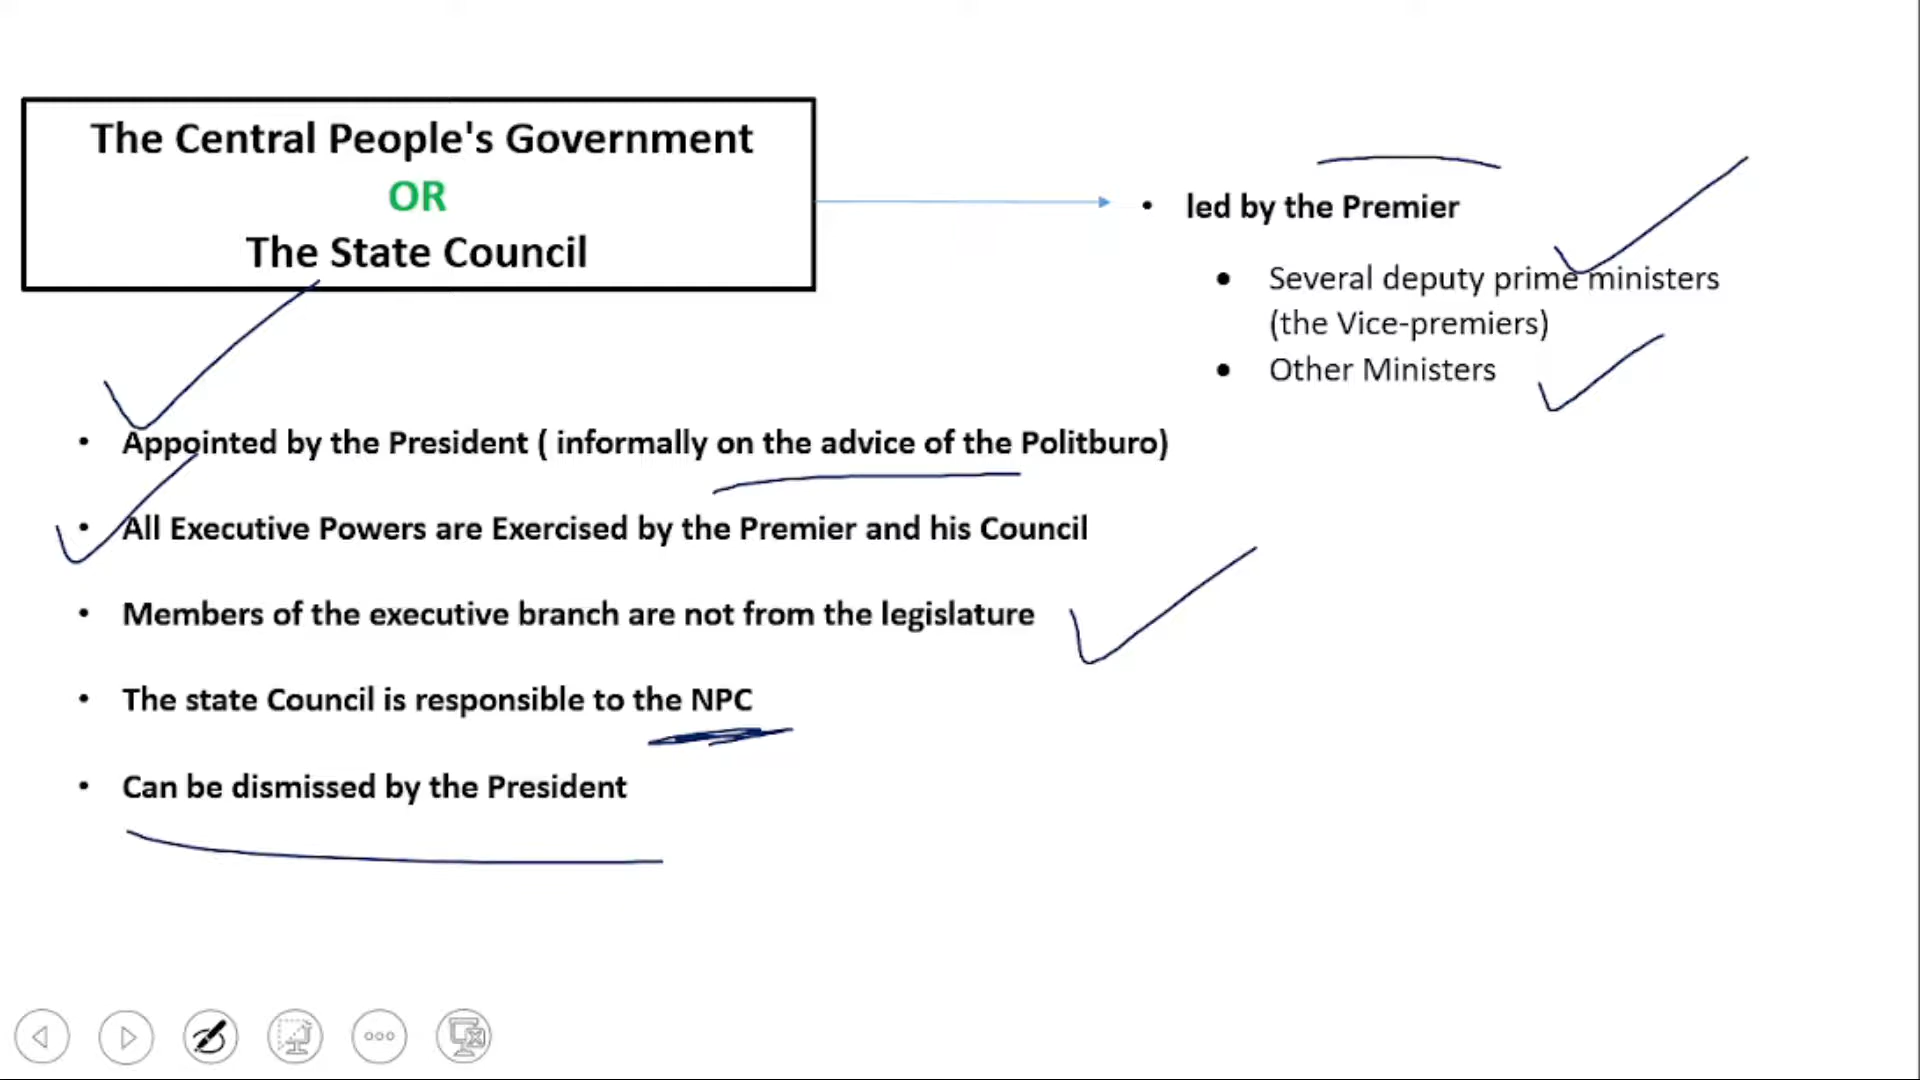 The Central People's Government
OR
The State Council
• led by the Premier
• Several deputy prime ministers
(the Vice-premiers)
• Other Ministers
• Appointed by the President ( informally on the advice of the Politburo)
• All Executive Powers are Exercised by the Premier and his Council
• Members of the executive branch are not from the legislature
• The state Council is responsible to the NPC
• Can be dismissed by the President